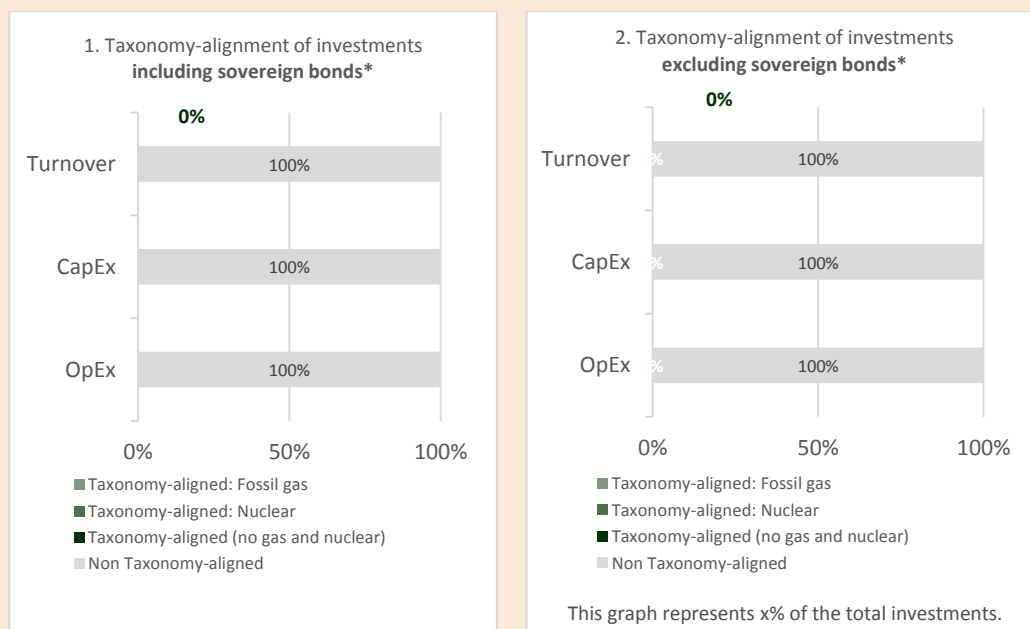 1. Taxonomy-alignment of investments
including sovereign bonds*
0%
Turnover
100%
CapEx
100%
OpEx
100%
0%
50%
100%
Taxonomy-aligned: Fossil gas
Taxonomy-aligned: Nuclear
Taxonomy-aligned (no gas and nuclear)
Non Taxonomy-aligned
2. Taxonomy-alignment of investments
excluding sovereign bonds*
0%
Turnover
%
100%
CapEx
%
100%
OpEx
%
100%
0%
50%
100%
Taxonomy-aligned: Fossil gas
Taxonomy-aligned: Nuclear
Taxonomy-aligned (no gas and nuclear)
Non Taxonomy-aligned
This graph represents x% of the total investments.